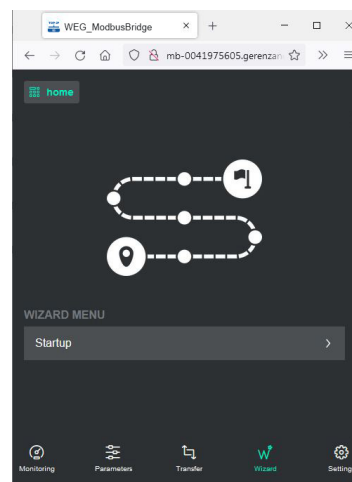 WEG_ModbusBridge
mb-0041975605.gerenzan
home
WIZARD MENU
Startup
Monitoring
Parameters
Transfer
Wizard
Setting